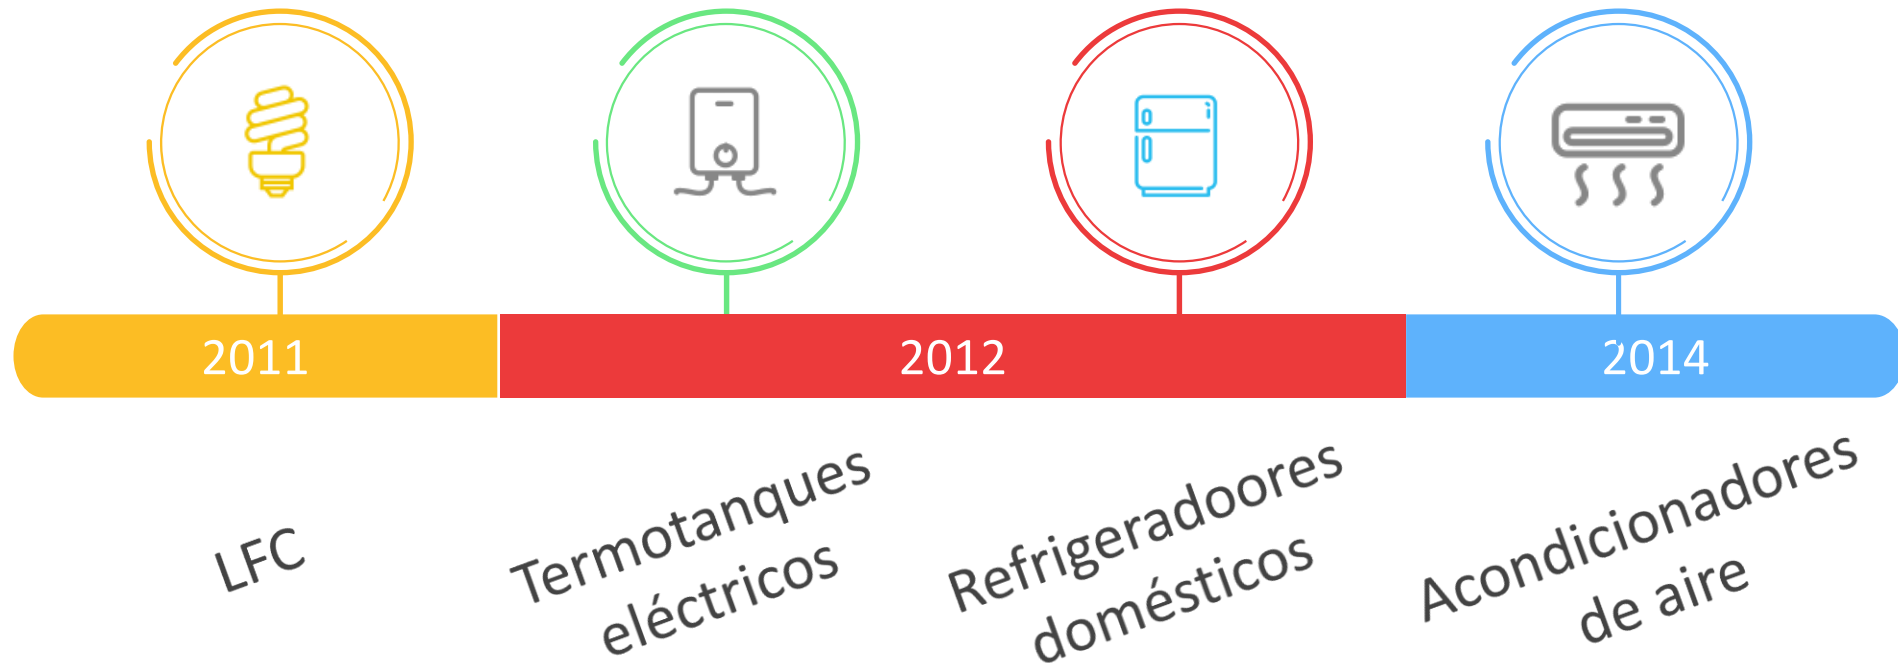 2011
2012
2014
LFC
Termotanques
eléctricos
Refrigeradoores
domésticos
Acondicionadores
de aire